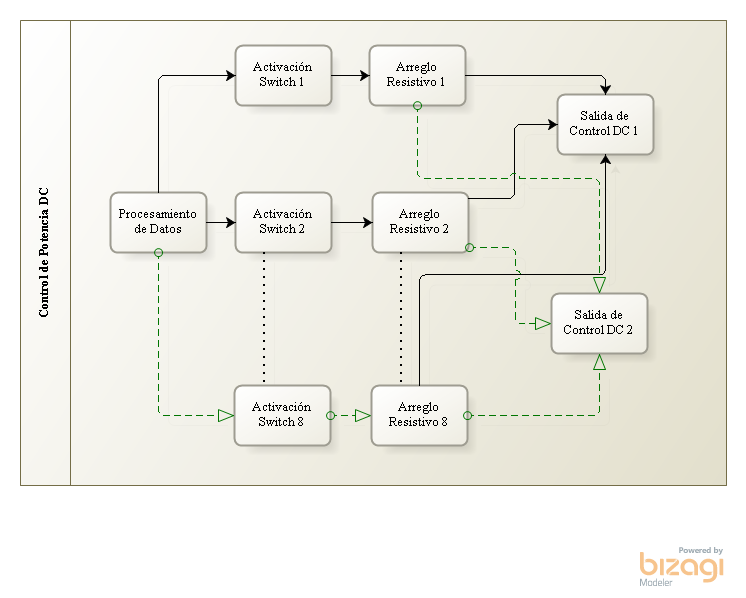 Control de Potencia DC
Activación
Switch 1
Arreglo
Resistivo 1
Salida de
Control DC 1
Procesamiento
de Datos
Activación
Switch 2
Arreglo
Resistivo 2
Salida de
Control DC 2
Activación
Switch 8
Arreglo
Resistivo 8
Powered by
bizagi
Modeler